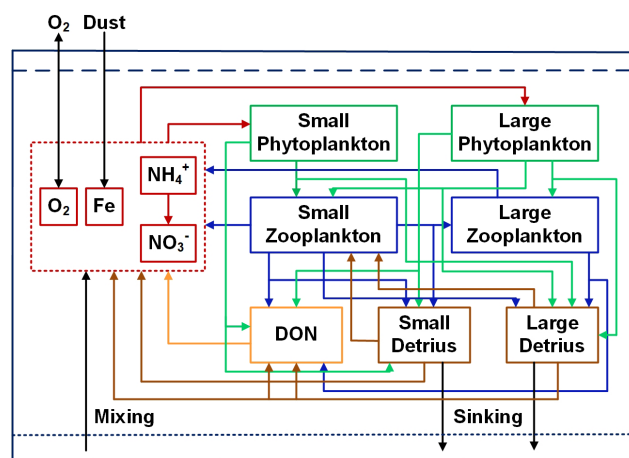 O₂ Dust
Small
Phytoplankton
Large
Phytoplankton
NH₄⁺
O₂ Fe
NO₃⁻
Small
Zooplankton
Large
Zooplankton
DON
Small
Detrius
Large
Detrius
Mixing
Sinking